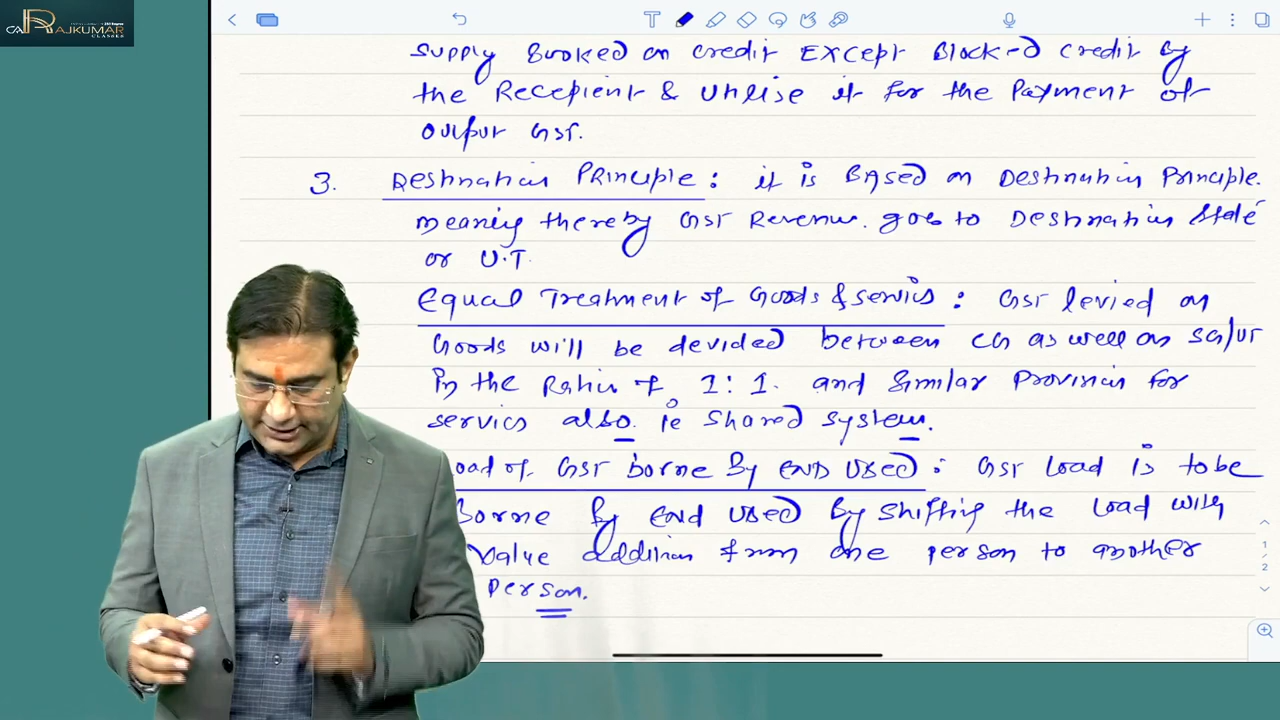 CA RAJKUMAR
CLASSES
supply Booked on credit EXCEPT Blocked credit by
the Recepient & Utilise it for the Payment of
output GST.
3. Destination PRINCIPLE : it is BASED on Destination Principle.
meaning thereby GST Revenue. goes to Destination State
or U.T
Equal Treatment of Goods & services : GST levied on
Goods will be devided between CG as well as SG/UT
in the Ratio of 1:1. and similar Provision for
services also. ie shared system.
oad of GST borne By END USED : GST Load is to be
Borne By END USED By shifting the Load with
value addition from one person to another
person.
1
2